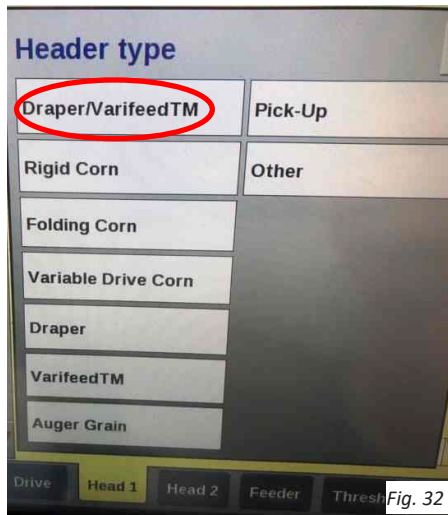 Header type
Draper/VarifeedTM
Pick-Up
Rigid Corn
Other
Folding Corn
Variable Drive Corn
Draper
VarifeedTM
Auger Grain
Drive
Head 1
Head 2
Feeder
Thresh
Fig. 32